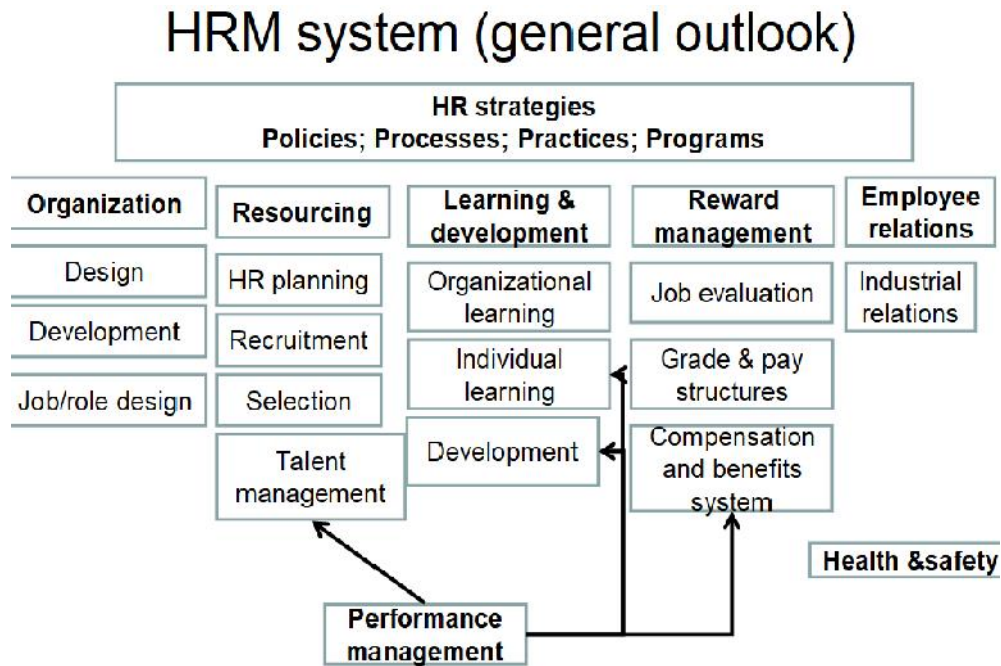 HRM system (general outlook)
HR strategies
Policies; Processes; Practices; Programs
Organization
Design
Development
Job/role design
Resourcing
HR planning
Recruitment
Selection
Talent
management
Learning &
development
Organizational
learning
Individual
learning
Development
Reward
management
Job evaluation
Grade & pay
structures
Compensation
and benefits
system
Employee
relations
Industrial
relations
Health &safety
Performance
management